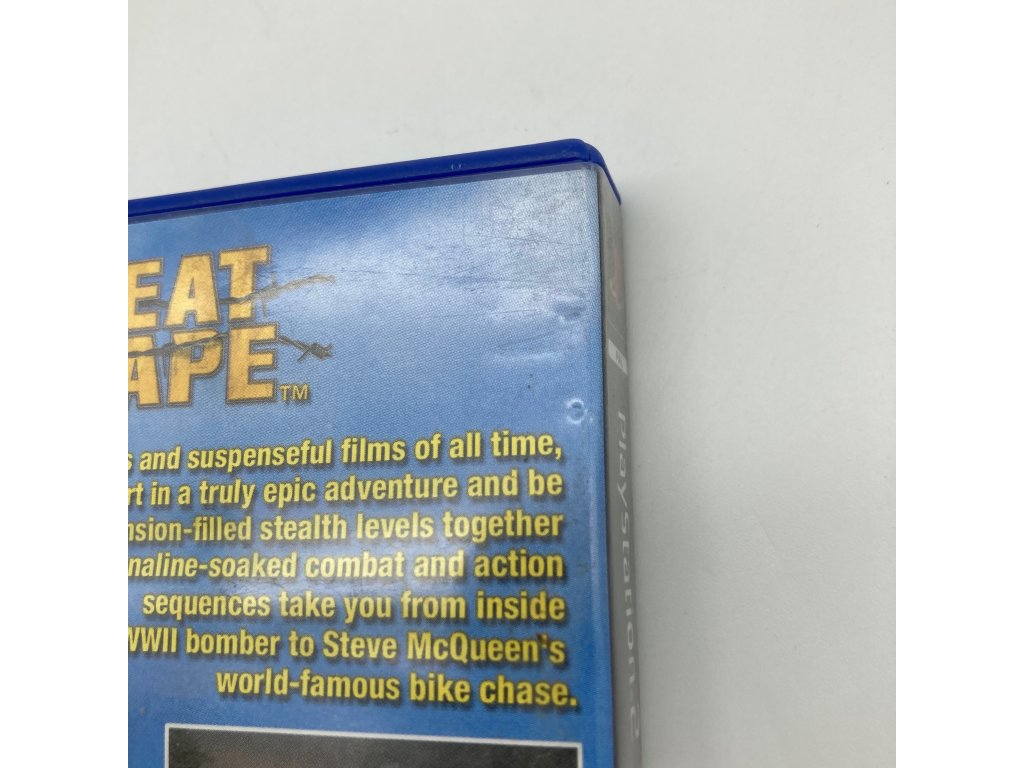 EAT
APE™
s and suspenseful films of all time,
rt in a truly epic adventure and be
nsion-filled stealth levels together
naline-soaked combat and action
sequences take you from inside
WWII bomber to Steve McQueen's
world-famous bike chase.
PlayStation.2